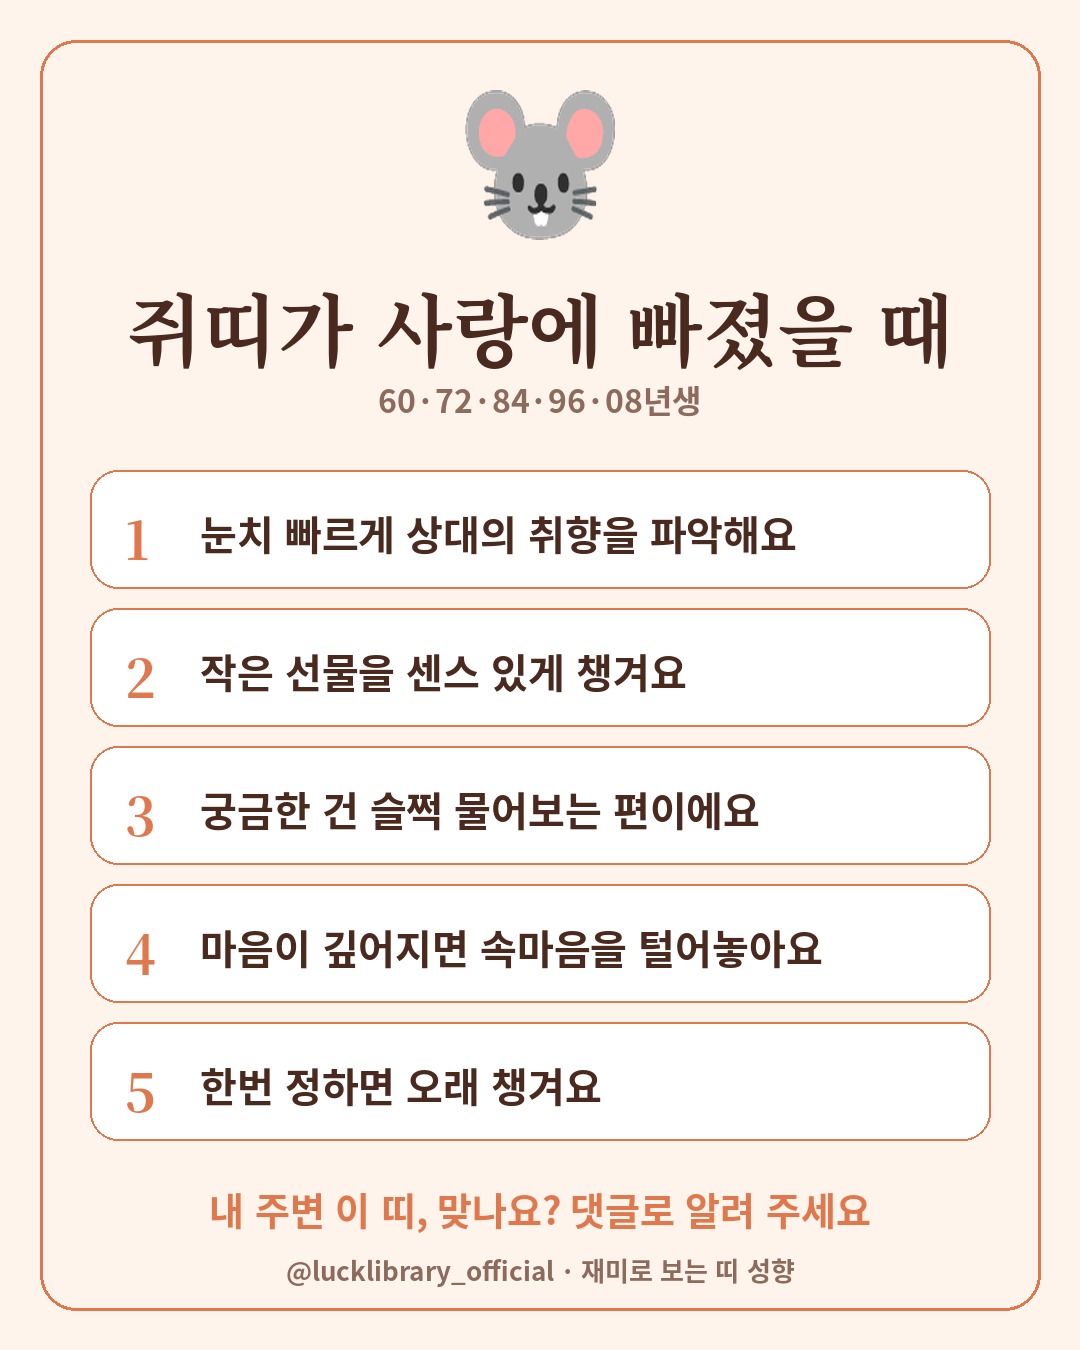 쥐띠가 사랑에 빠졌을 때
60·72·84·96·08년생
1 눈치 빠르게 상대의 취향을 파악해요
2 작은 선물을 센스 있게 챙겨요
3 궁금한 건 슬쩍 물어보는 편이에요
4 마음이 깊어지면 속마음을 털어놓아요
5 한번 정하면 오래 챙겨요
내 주변 이 띠, 맞나요? 댓글로 알려 주세요
@lucklibrary_official · 재미로 보는 띠 성향